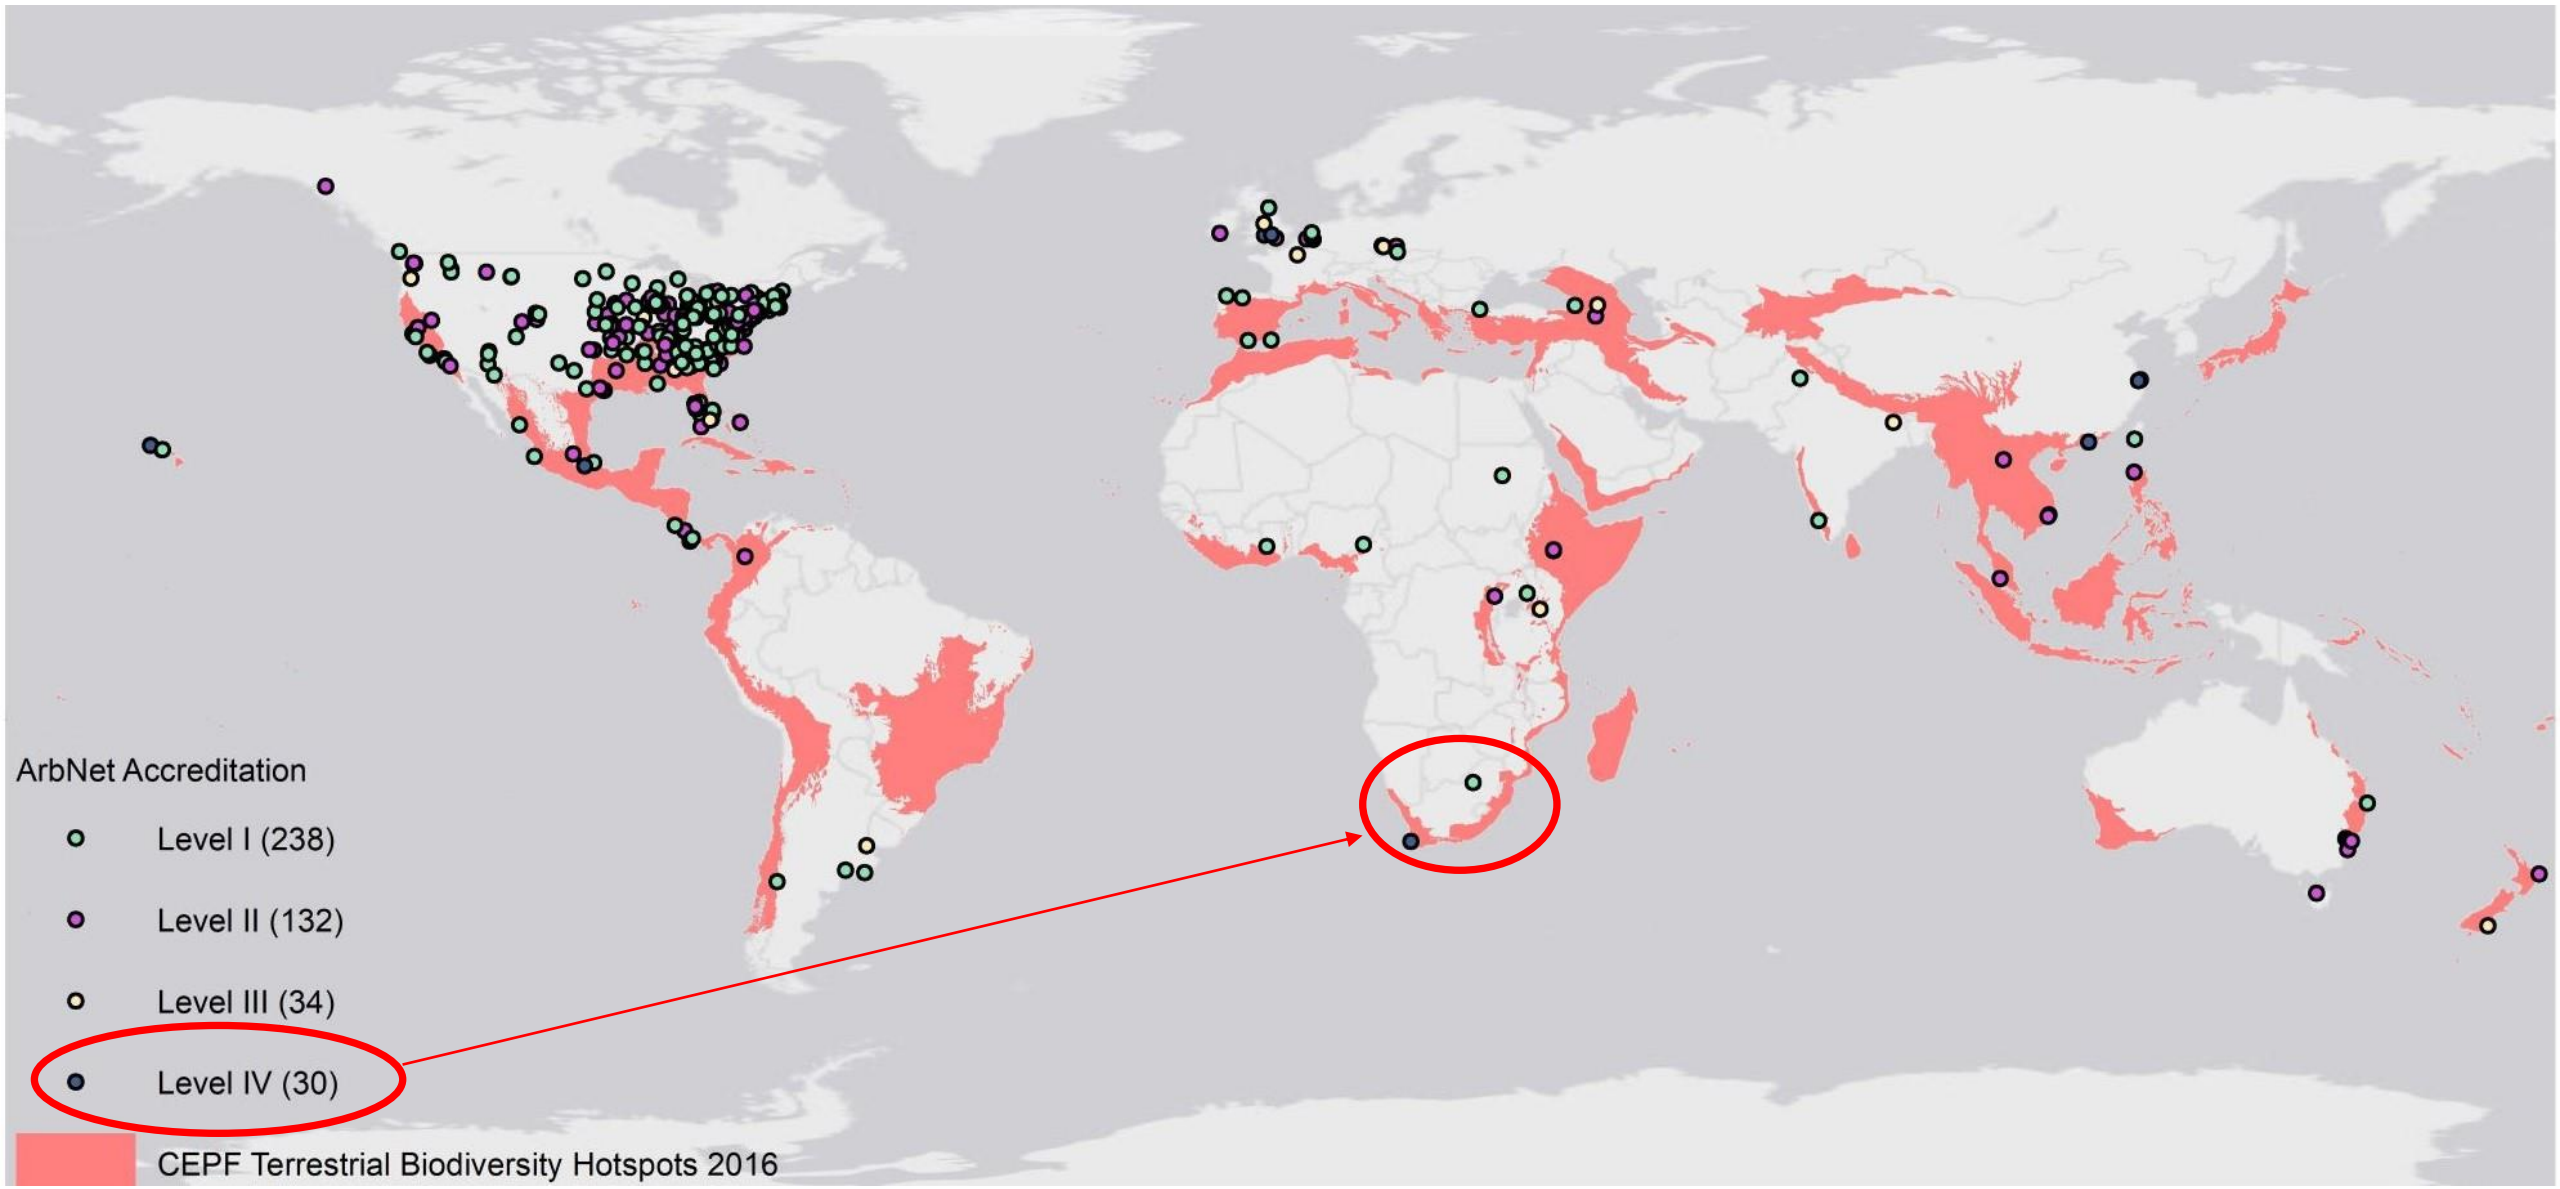 ArbNet Accreditation
Level I (238)
Level II (132)
Level III (34)
Level IV (30)
CEPF Terrestrial Biodiversity Hotspots 2016